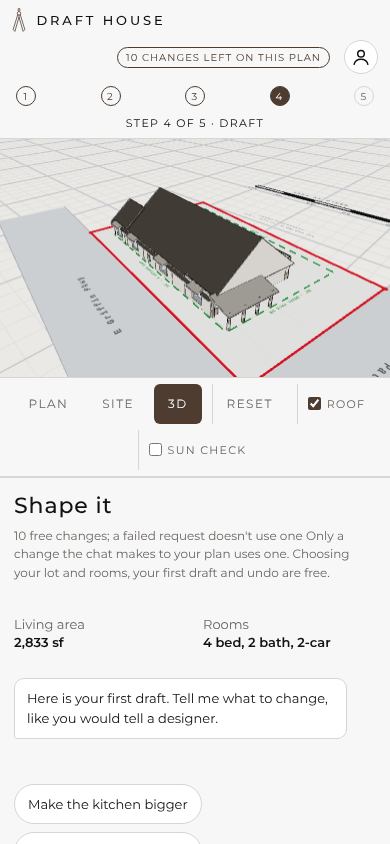 DRAFT HOUSE
10 CHANGES LEFT ON THIS PLAN
1 2 3 4 5
STEP 4 OF 5 · DRAFT
PLAN SITE 3D RESET ROOF
SUN CHECK
Shape it
10 free changes; a failed request doesn't use one Only a
change the chat makes to your plan uses one. Choosing
your lot and rooms, your first draft and undo are free.
Living area Rooms
2,833 sf 4 bed, 2 bath, 2-car
Here is your first draft. Tell me what to change,
like you would tell a designer.
Make the kitchen bigger